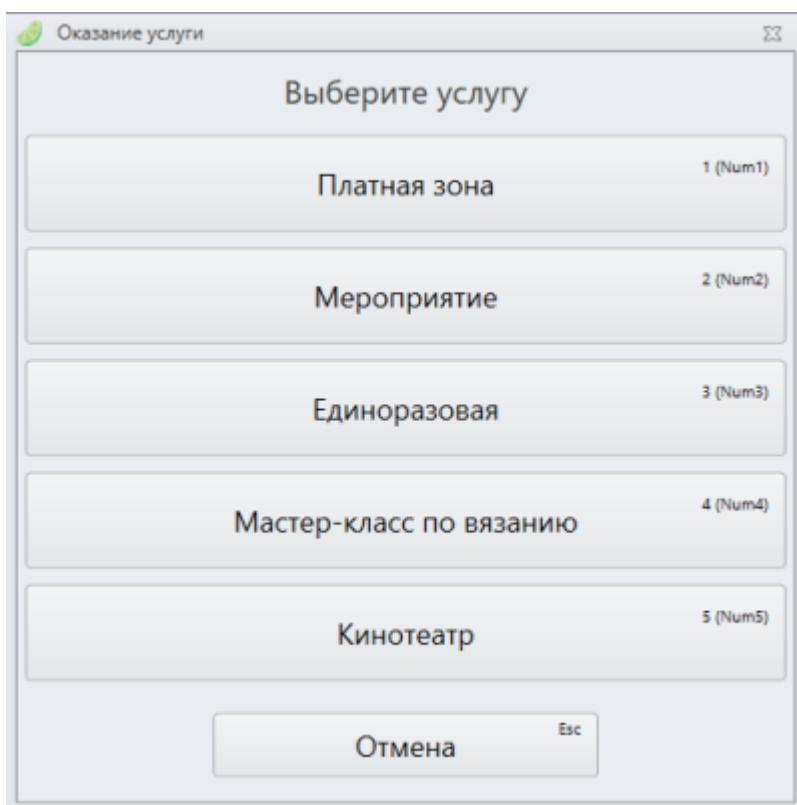 Оказание услуги
Выберите услугу
Платная зона 1 (Num1)
Мероприятие 2 (Num2)
Единоразовая 3 (Num3)
Мастер-класс по вязанию 4 (Num4)
Кинотеатр 5 (Num5)
Отмена Esc